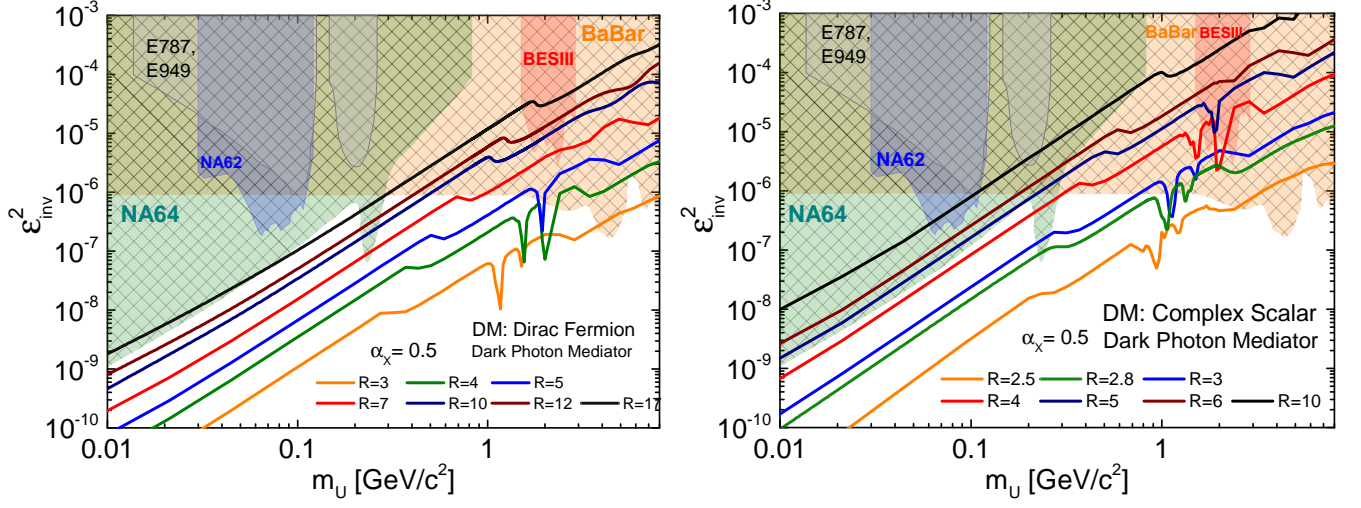 10⁻³
10⁻⁴
10⁻⁵
10⁻⁶
10⁻⁷
10⁻⁸
10⁻⁹
10⁻¹⁰
ε²inv
E787,
E949
BaBar
BESIII
NA62
NA64
DM: Dirac Fermion
αX= 0.5 Dark Photon Mediator
R=3 R=4 R=5
R=7 R=10 R=12 R=17
0.01 0.1 1
mU [GeV/c²]
10⁻³
10⁻⁴
10⁻⁵
10⁻⁶
10⁻⁷
10⁻⁸
10⁻⁹
10⁻¹⁰
ε²inv
E787,
E949
BaBar BESIII
NA62
NA64
DM: Complex Scalar
αX= 0.5 Dark Photon Mediator
R=2.5 R=2.8 R=3
R=4 R=5 R=6 R=10
0.01 0.1 1
mU [GeV/c²]